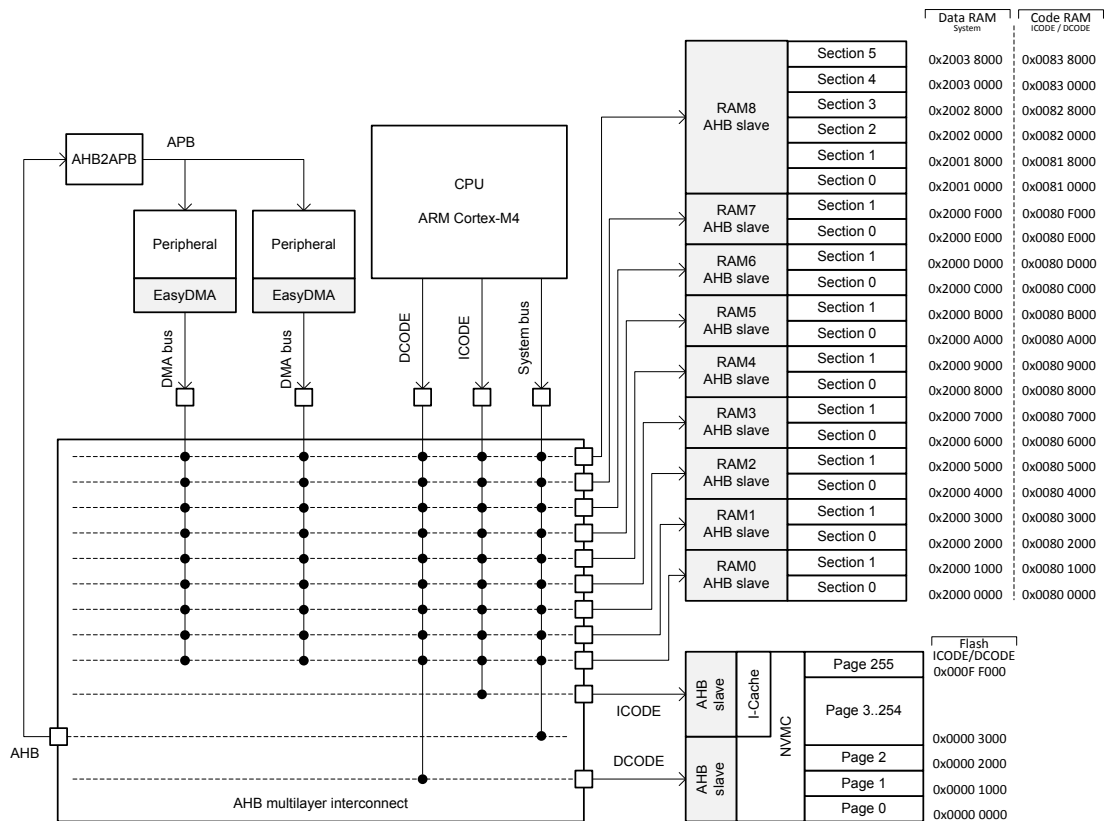 Data RAM
System
Code RAM
ICODE / DCODE
Section 5
0x2003 8000
0x0083 8000
Section 4
0x2003 0000
0x0083 0000
Section 3
0x2002 8000
0x0082 8000
RAM8
AHB slave
Section 2
0x2002 0000
0x0082 0000
Section 1
0x2001 8000
0x0081 8000
Section 0
0x2001 0000
0x0081 0000
RAM7
AHB slave
Section 1
0x2000 F000
0x0080 F000
Section 0
0x2000 E000
0x0080 E000
RAM6
AHB slave
Section 1
0x2000 D000
0x0080 D000
Section 0
0x2000 C000
0x0080 C000
RAM5
AHB slave
Section 1
0x2000 B000
0x0080 B000
Section 0
0x2000 A000
0x0080 A000
RAM4
AHB slave
Section 1
0x2000 9000
0x0080 9000
Section 0
0x2000 8000
0x0080 8000
RAM3
AHB slave
Section 1
0x2000 7000
0x0080 7000
Section 0
0x2000 6000
0x0080 6000
RAM2
AHB slave
Section 1
0x2000 5000
0x0080 5000
Section 0
0x2000 4000
0x0080 4000
RAM1
AHB slave
Section 1
0x2000 3000
0x0080 3000
Section 0
0x2000 2000
0x0080 2000
RAM0
AHB slave
Section 1
0x2000 1000
0x0080 1000
Section 0
0x2000 0000
0x0080 0000
AHB2APB
APB
CPU
ARM Cortex-M4
Peripheral
EasyDMA
Peripheral
EasyDMA
DMA bus
DMA bus
DCODE
ICODE
System bus
Flash
ICODE/DCODE
Page 255
0x000F F000
AHB
slave
I-Cache
NVMC
Page 3..254
0x0000 3000
ICODE
AHB
DCODE
AHB
slave
Page 2
0x0000 2000
Page 1
0x0000 1000
Page 0
0x0000 0000
AHB multilayer interconnect